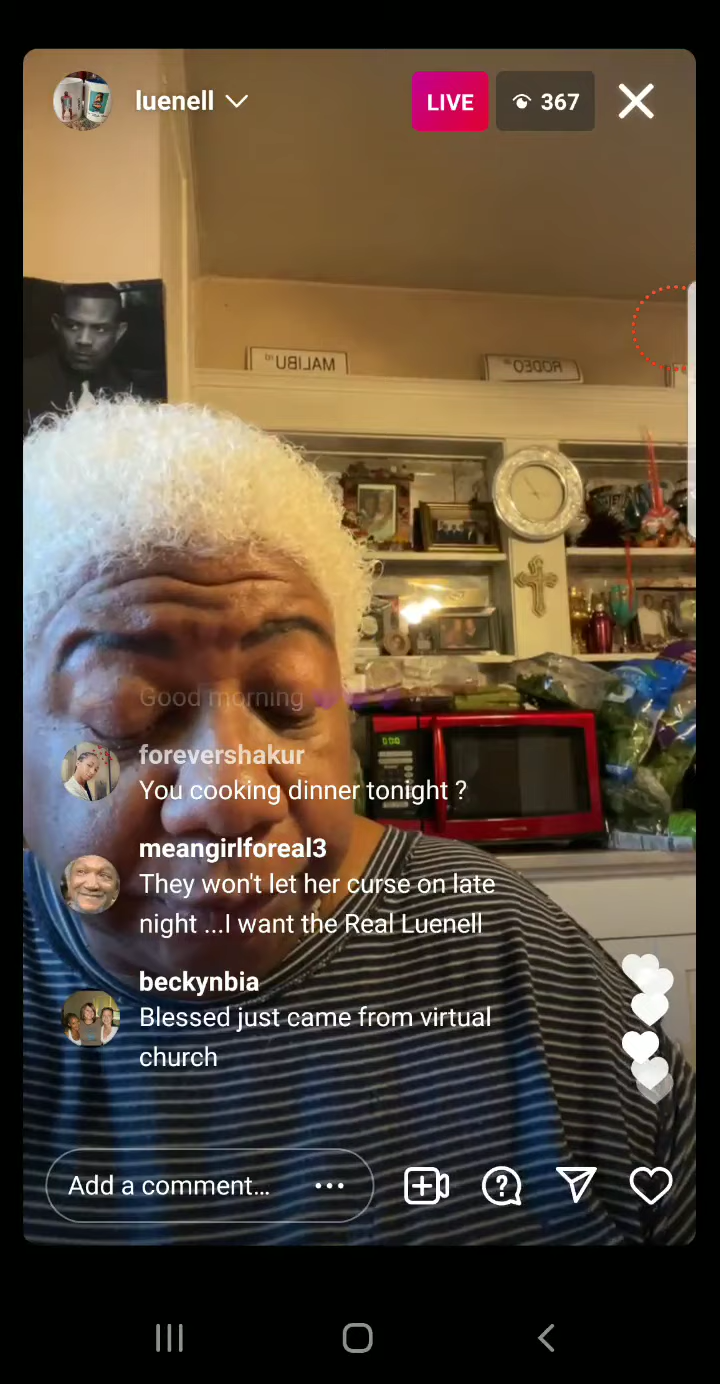 luenell
LIVE
367
MALIBU
RODEO
Good morning
forevershakur
You cooking dinner tonight ?
meangirlforeal3
They won't let her curse on late
night ...I want the Real Luenell
beckynbia
Blessed just came from virtual
church
Add a comment...